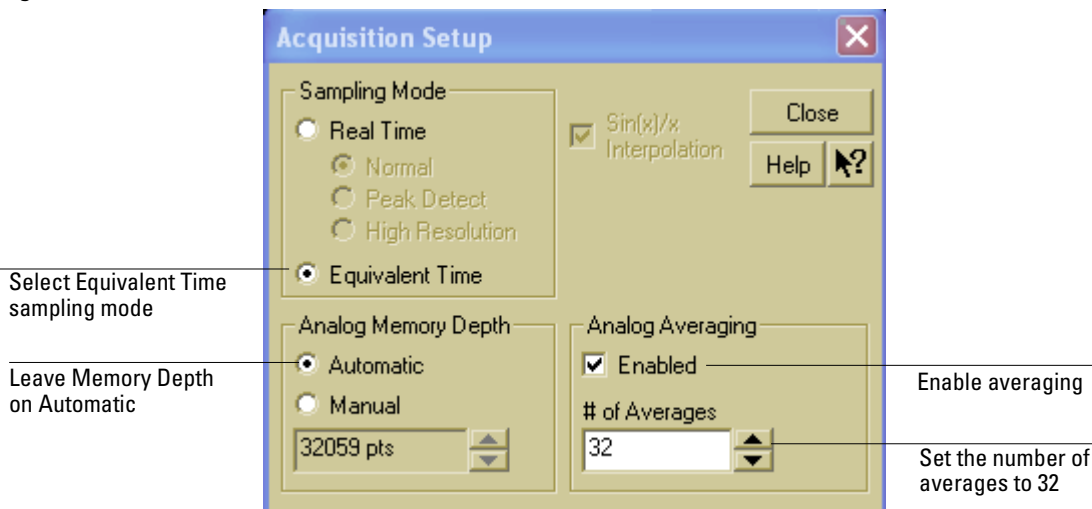 Acquisition Setup
Sampling Mode
Real Time
Normal
Peak Detect
High Resolution
Equivalent Time
Sin(x)/x
Interpolation
Close
Help
?
Select Equivalent Time
sampling mode
Analog Memory Depth
Automatic
Manual
32059 pts
Leave Memory Depth
on Automatic
Analog Averaging
Enabled
# of Averages
32
Enable averaging
Set the number of
averages to 32